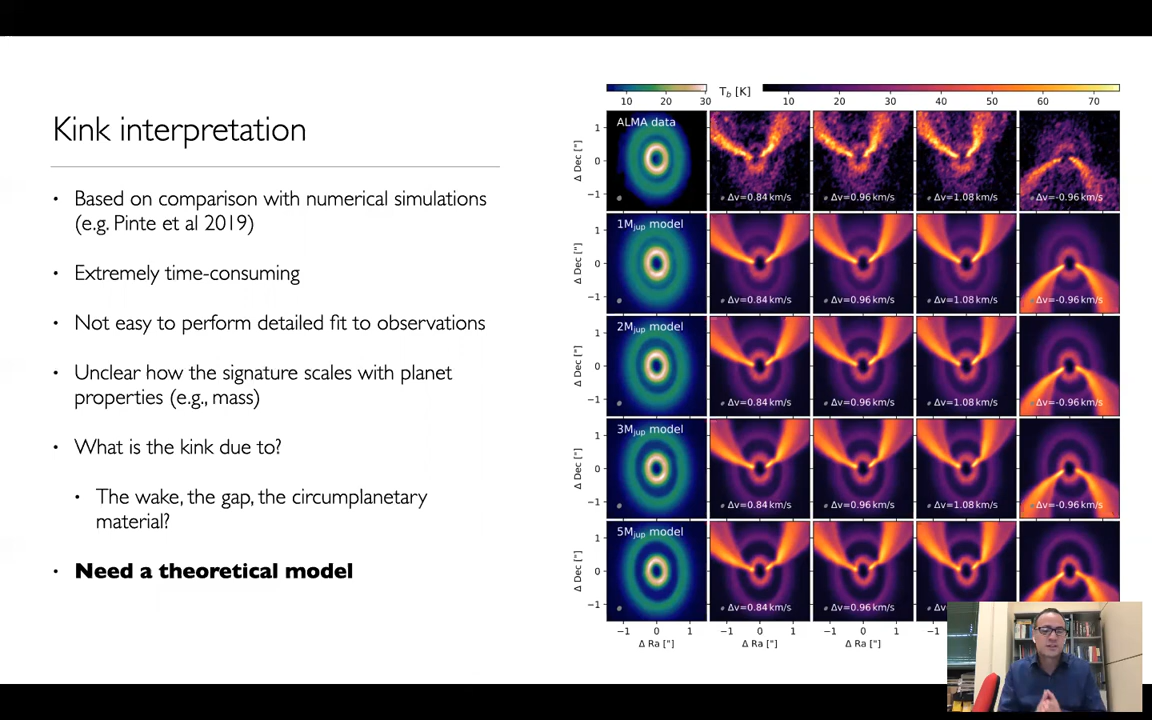 Kink interpretation
• Based on comparison with numerical simulations
(e.g. Pinte et al 2019)
• Extremely time-consuming
• Not easy to perform detailed fit to observations
• Unclear how the signature scales with planet
properties (e.g., mass)
• What is the kink due to?
• The wake, the gap, the circumplanetary
material?
• Need a theoretical model
T_b [K]
10 20 30
10 20 30 40 50 60 70
ALMA data
Δv=0.84 km/s Δv=0.96 km/s Δv=1.08 km/s Δv=-0.96 km/s
Δ Dec ["]
1 0 −1
1M_jup model
Δv=0.84 km/s Δv=0.96 km/s Δv=1.08 km/s Δv=-0.96 km/s
Δ Dec ["]
1 0 −1
2M_jup model
Δv=0.84 km/s Δv=0.96 km/s Δv=1.08 km/s Δv=-0.96 km/s
Δ Dec ["]
1 0 −1
3M_jup model
Δv=0.84 km/s Δv=0.96 km/s Δv=1.08 km/s Δv=-0.96 km/s
Δ Dec ["]
1 0 −1
5M_jup model
Δv=0.84 km/s Δv=0.96 km/s Δv
Δ Dec ["]
1 0 −1
−1 0 1 −1 0 1 −1 0 1 −1
Δ Ra ["] Δ Ra ["] Δ Ra ["]